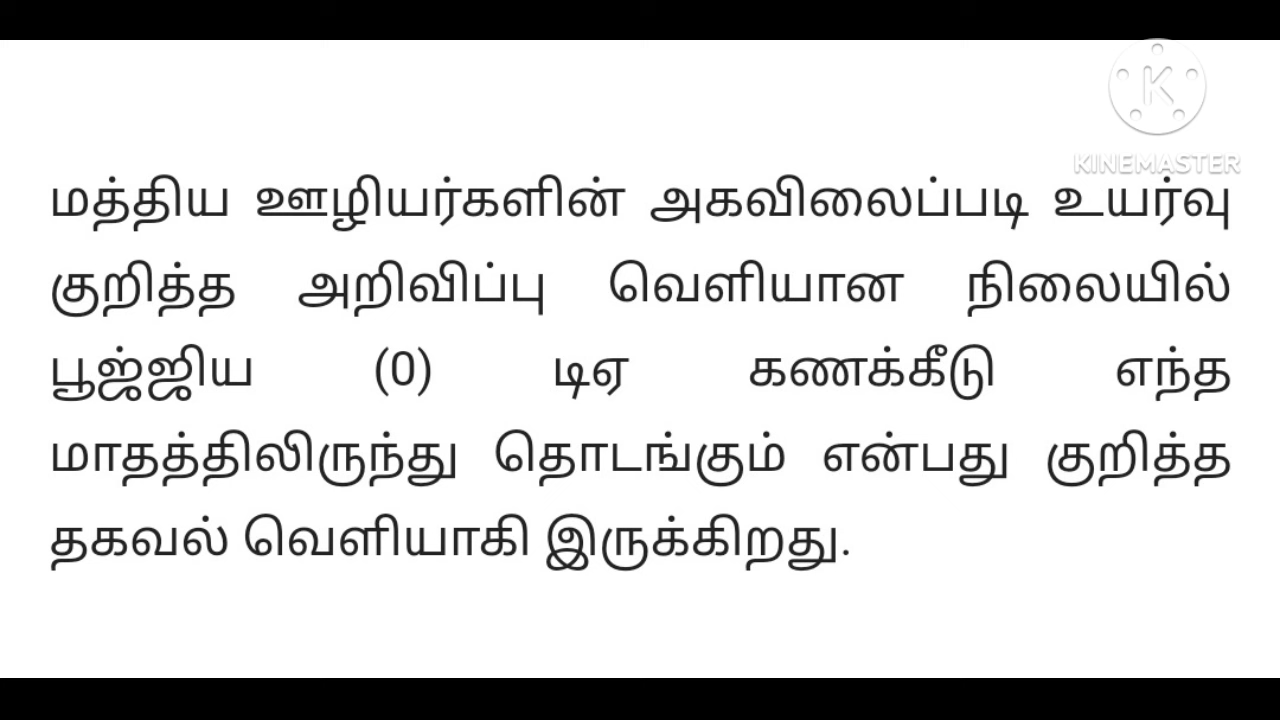 K
KINEMASTER
மத்திய ஊழியர்களின் அகவிலைப்படி உயர்வு
குறித்த அறிவிப்பு வெளியான நிலையில்
பூஜ்ஜிய (0) டிஏ கணக்கீடு எந்த
மாதத்திலிருந்து தொடங்கும் என்பது குறித்த
தகவல் வெளியாகி இருக்கிறது.